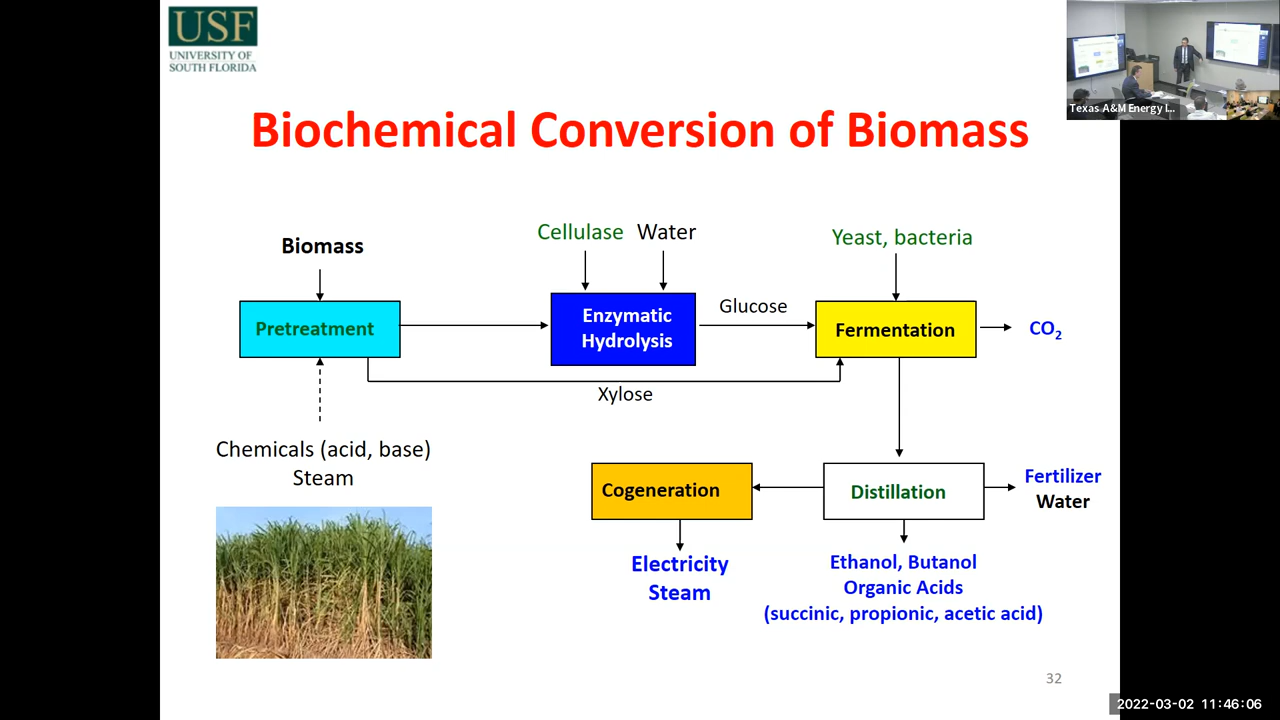 USF
UNIVERSITY OF
SOUTH FLORIDA
Texas A&M Energy I...
Biochemical Conversion of Biomass
Biomass
Cellulase Water
Yeast, bacteria
Pretreatment
Enzymatic
Hydrolysis
Glucose
Fermentation
CO₂
Xylose
Chemicals (acid, base)
Steam
Cogeneration
Distillation
Fertilizer
Water
Electricity
Steam
Ethanol, Butanol
Organic Acids
(succinic, propionic, acetic acid)
32
2022-03-02 11:46:06